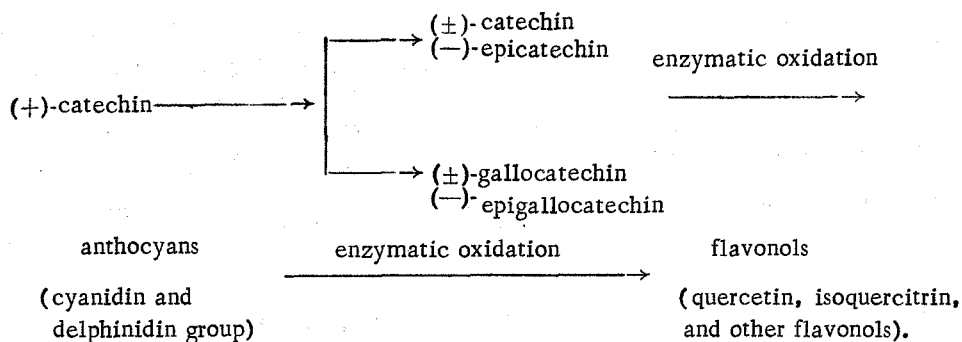 (±)-catechin
(—)-epicatechin
enzymatic oxidation
(+)-catechin
(±)-gallocatechin
(—)-epigallocatechin
anthocyans
enzymatic oxidation
flavonols
(cyanidin and
(quercetin, isoquercitrin,
delphinidin group)
and other flavonols).